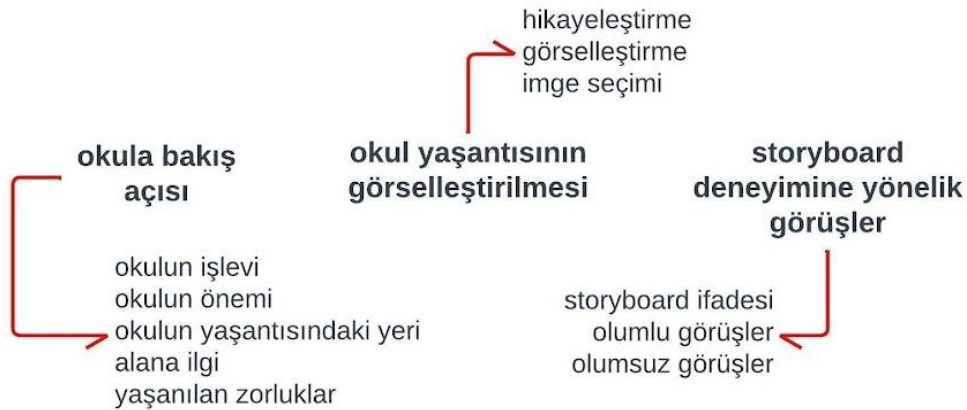 hikayeleştirme
görselleştirme
imge seçimi
okula bakış
açısı
okul yaşantısının
görselleştirilmesi
storyboard
deneyimine yönelik
görüşler
okulun işlevi
okulun önemi
okulun yaşantısındaki yeri
alana ilgi
yaşanılan zorluklar
storyboard ifadesi
olumlu görüşler
olumsuz görüşler